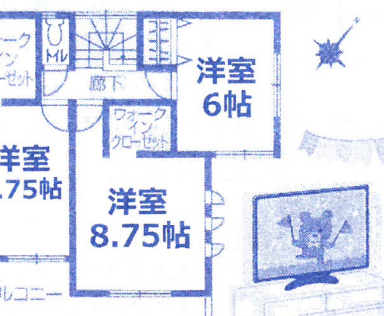 トイレ
廊下
洋室
6帖
ウォーク
イン
クローゼット
洋室
.75帖
洋室
8.75帖
ルコニー